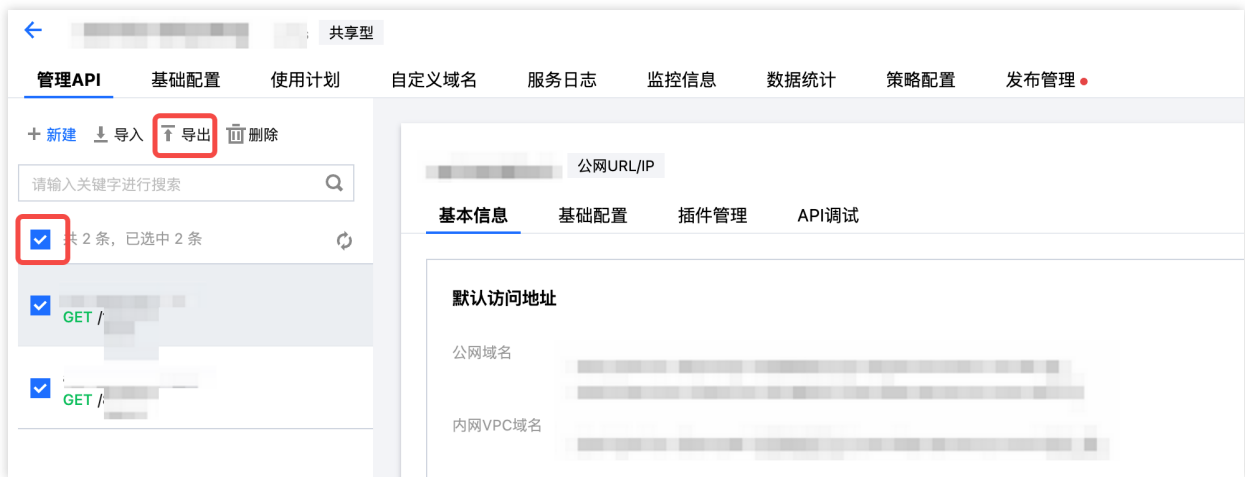 共享型
管理API 基础配置 使用计划 自定义域名 服务日志 监控信息 数据统计 策略配置 发布管理
新建 导入 导出 删除
请输入关键字进行搜索
共 2 条，已选中 2 条
GET /
GET /
公网URL/IP
基本信息 基础配置 插件管理 API调试
默认访问地址
公网域名
内网VPC域名